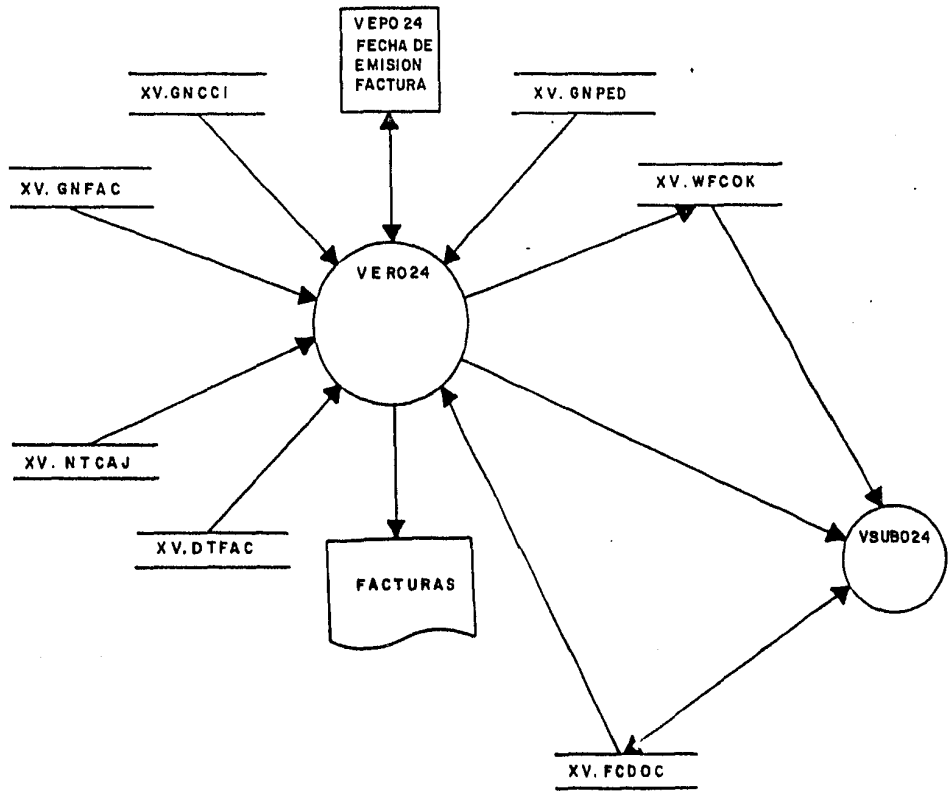 VEPO 24
FECHA DE
EMISION
FACTURA
XV.GNCCI
XV. GNPED
XV. GNFAC
XV. WFCOK
VERO24
XV. NTCAJ
XV.DTFAC
FACTURAS
VSUBO24
XV. FCDOC